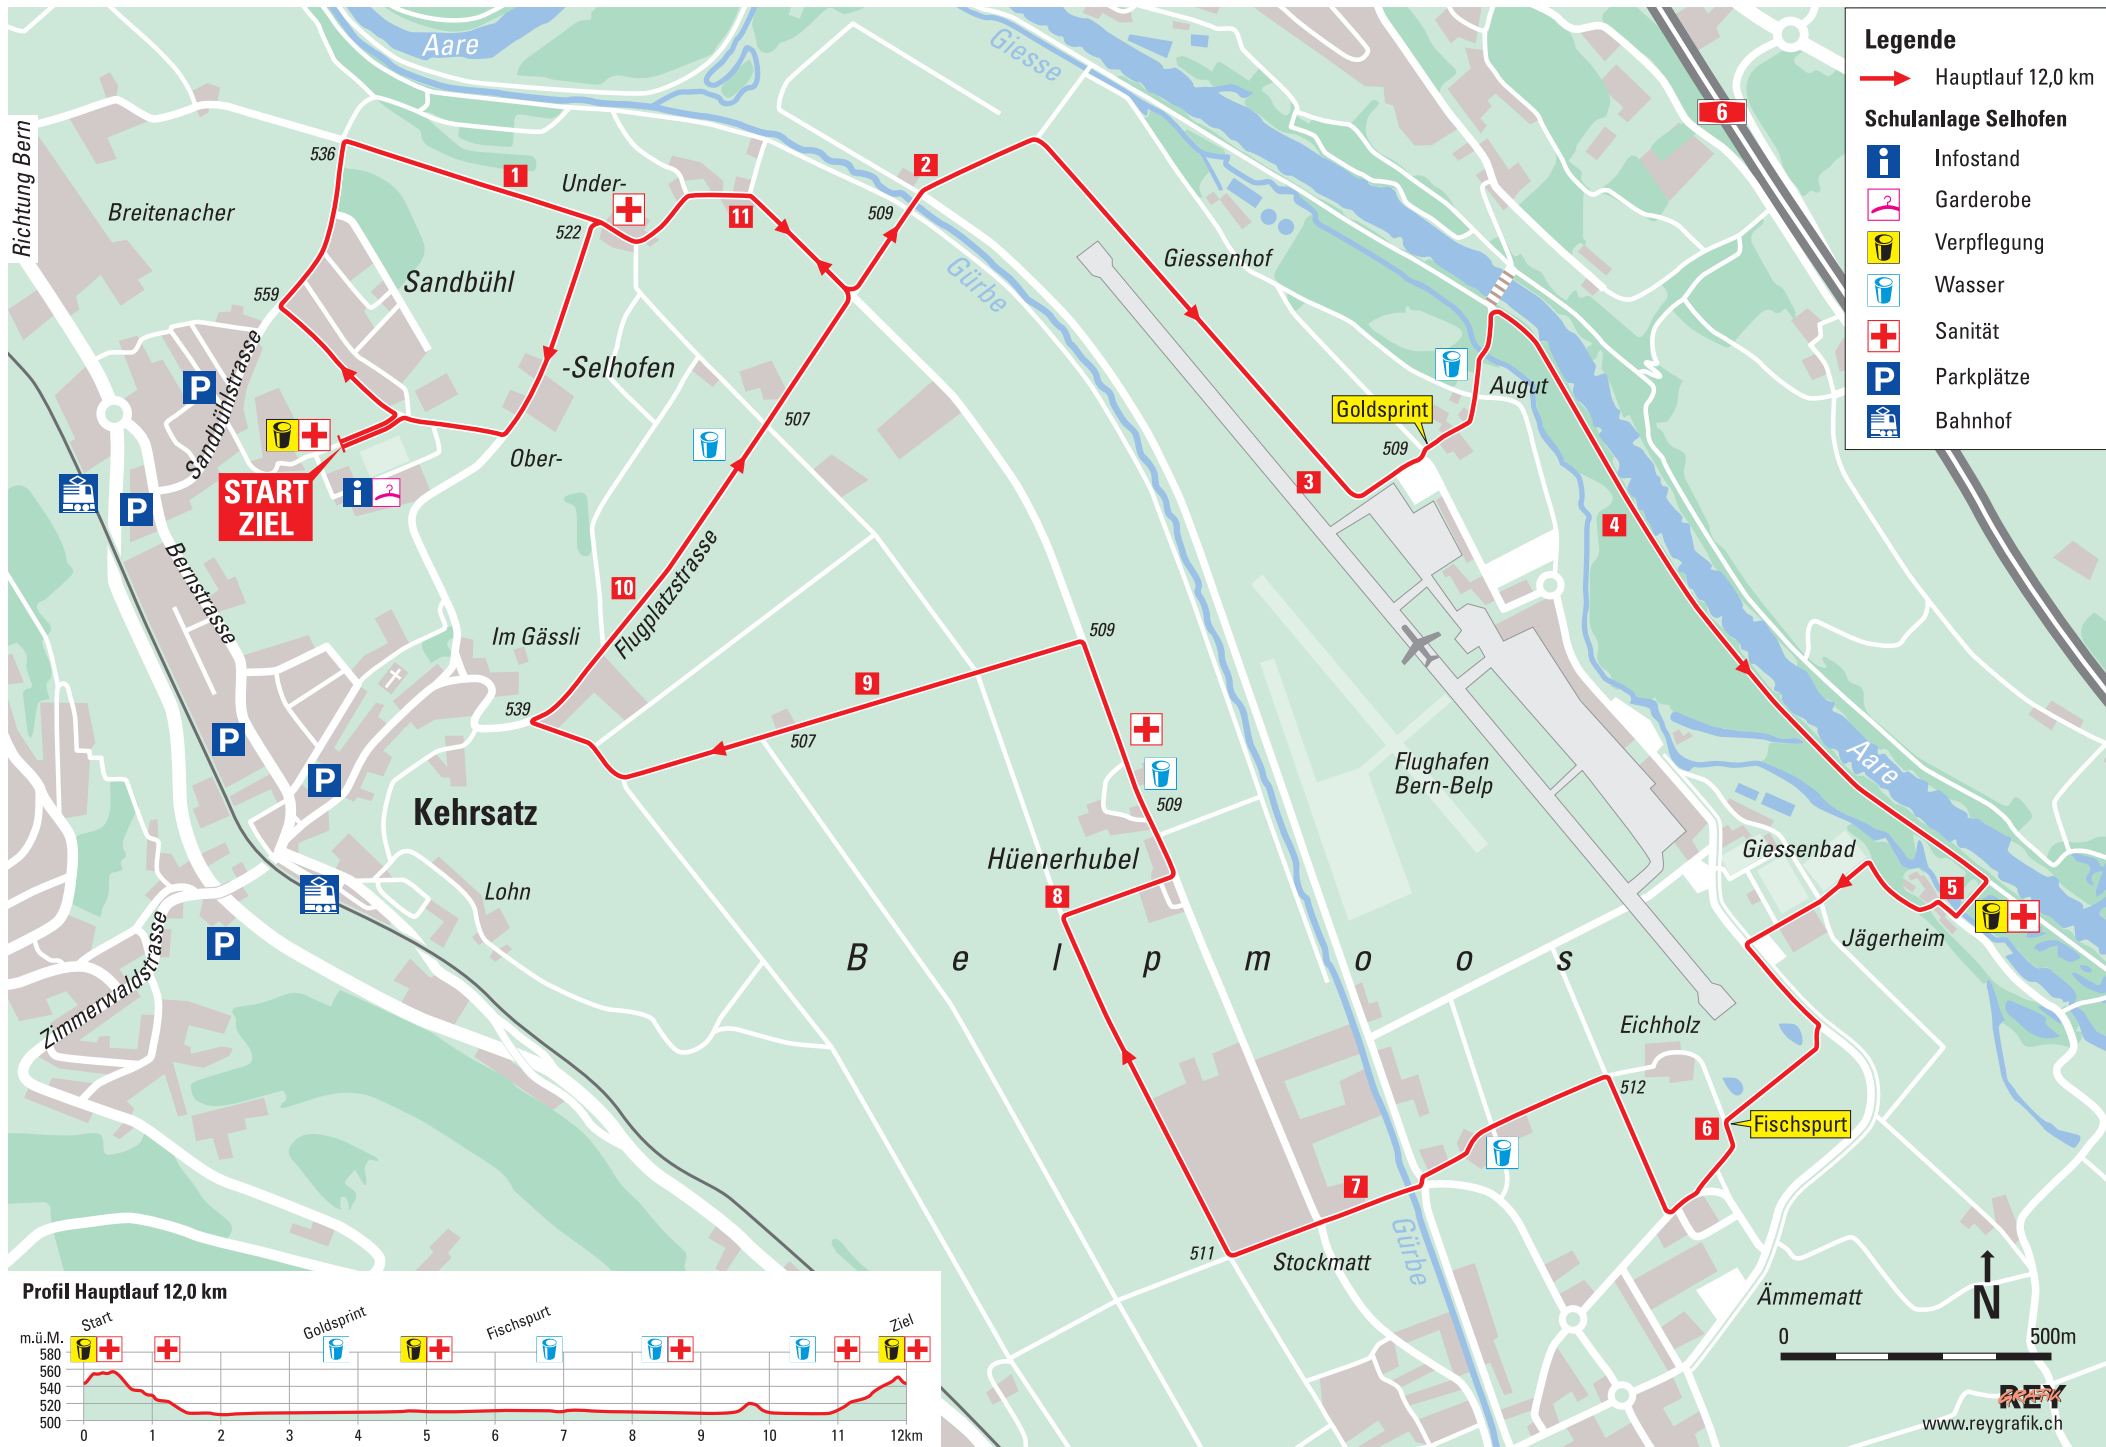 Legende
Hauptlauf 12,0 km
Schulanlage Selhofen
Infostand
Garderobe
Verpflegung
Wasser
Sanität
P
Parkplätze
Bahnhof
6
Richtung Bern
Aare
Giesse
536
1
Under-
2
Breitenacher
522
11
509
Sandbühl
Gürbe
Giessenhof
559
Sandbühlstrasse
-Selhofen
P
Augut
Goldsprint
507
509
Ober-
START
ZIEL
3
P
4
Bernstrasse
Flugplatzstrasse
10
Im Gässli
509
9
539
507
P
P
Flughafen
Bern-Belp
Aare
509
Kehrsatz
Hüenerhubel
Giessenbad
Lohn
8
5
P
Jägerheim
Belpmoos
Zimmerwaldstrasse
Eichholz
512
6
Fischspurt
7
511
Stockmatt
Gürbe
Ämmematt
N
0 500m
REY
GRAFIK
www.reygrafik.ch
Profil Hauptlauf 12,0 km
Start
Goldsprint
Fischspurt
Ziel
m.ü.M.
580
560
540
520
500
0 1 2 3 4 5 6 7 8 9 10 11 12km